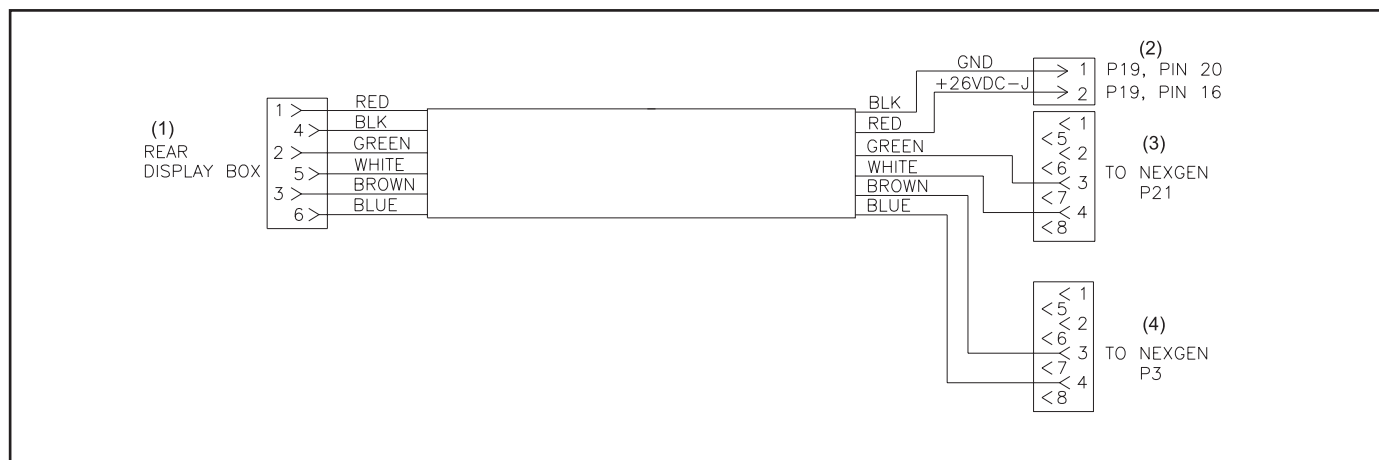 (1)
REAR
DISPLAY BOX
1
4
2
5
3
6
RED
BLK
GREEN
WHITE
BROWN
BLUE
BLK
RED
GREEN
WHITE
BROWN
BLUE
GND
+26VDC-J
(2)
1 P19, PIN 20
2 P19, PIN 16
1
5
2
6
3
7
4
8
(3)
TO NEXGEN
P21
1
5
2
6
3
7
4
8
(4)
TO NEXGEN
P3